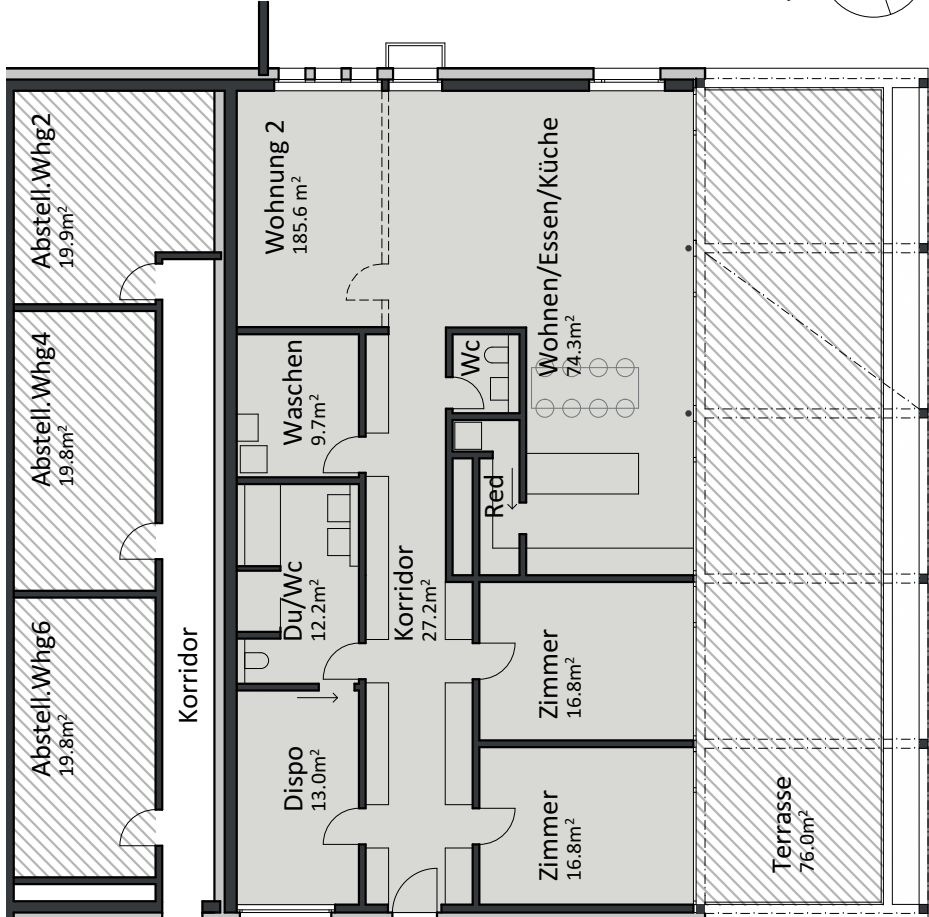 Abstell.Whg2
19.9m²
Abstell.Whg4
19.8m²
Abstell.Whg6
19.8m²
Korridor
Wohnung 2
185.6 m²
Waschen
9.7m²
Du/Wc
12.2m²
Dispo
13.0m²
Korridor
27.2m²
Wc
Red
Wohnen/Essen/Küche
74.3m²
Zimmer
16.8m²
Zimmer
16.8m²
Terrasse
76.0m²